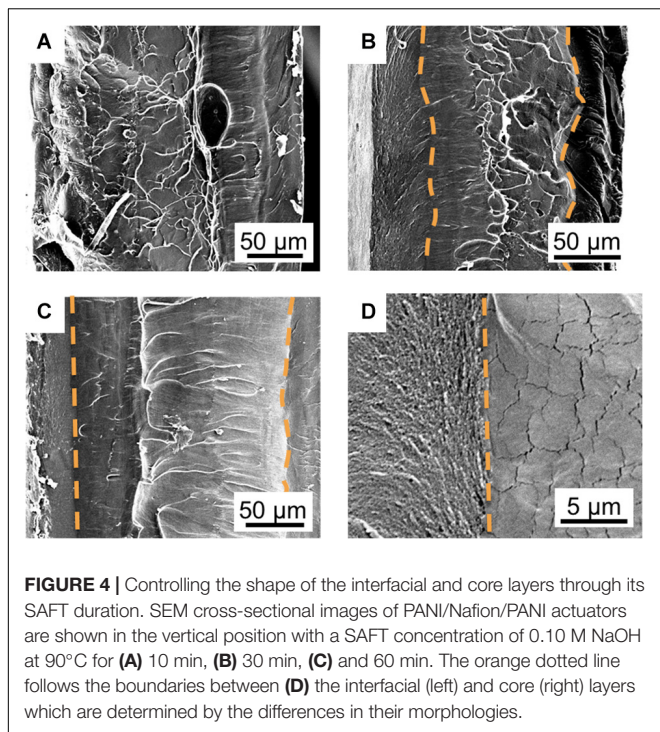 A
50 µm
B
50 µm
C
50 µm
D
5 µm
FIGURE 4 | Controlling the shape of the interfacial and core layers through its
SAFT duration. SEM cross-sectional images of PANI/Nafion/PANI actuators
are shown in the vertical position with a SAFT concentration of 0.10 M NaOH
at 90°C for (A) 10 min, (B) 30 min, (C) and 60 min. The orange dotted line
follows the boundaries between (D) the interfacial (left) and core (right) layers
which are determined by the differences in their morphologies.